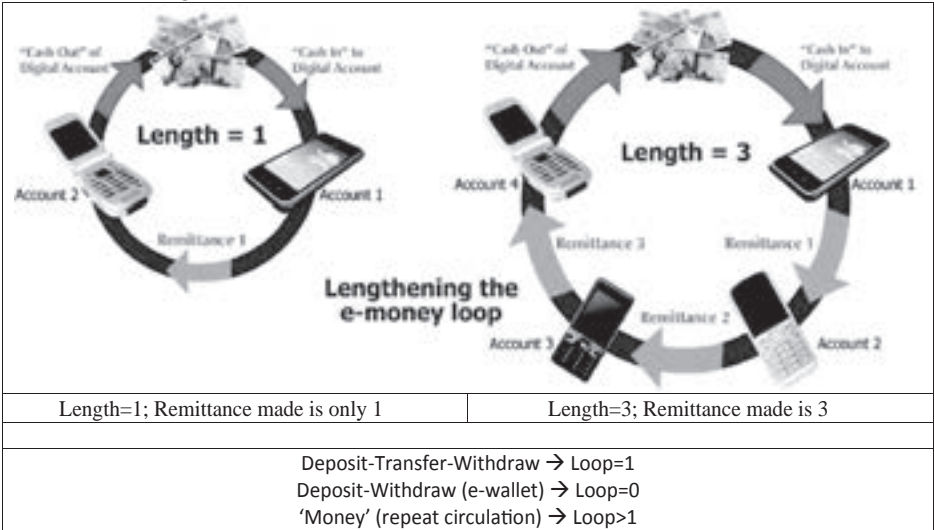 "Cash Out" of
Digital Account
"Cash In" to
Digital Account
Length = 1
Account 2
Account 1
Remittance 1
"Cash Out" of
Digital Account
"Cash In" to
Digital Account
Length = 3
Account 4
Account 1
Remittance 3
Remittance 1
Lengthening the
e-money loop
Remittance 2
Account 3
Account 2
Length=1; Remittance made is only 1
Length=3; Remittance made is 3
Deposit-Transfer-Withdraw → Loop=1
Deposit-Withdraw (e-wallet) → Loop=0
'Money' (repeat circulation) → Loop>1